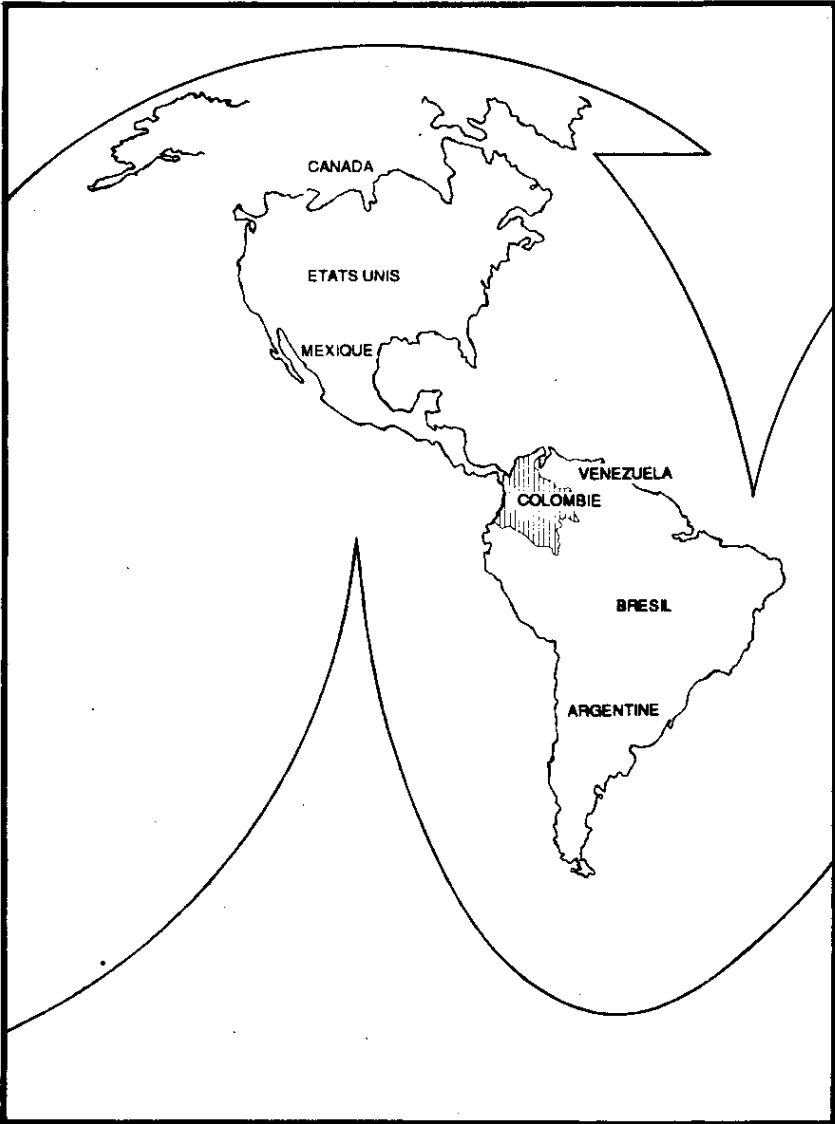 CANADA
ETATS UNIS
MEXIQUE
VENEZUELA
COLOMBIE
BRESIL
ARGENTINE